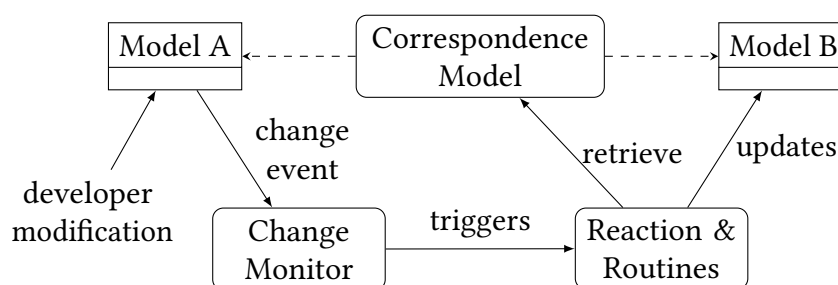 Model A
Correspondence
Model
Model B
change
event
retrieve
updates
developer
modification
Change
Monitor
triggers
Reaction &
Routines